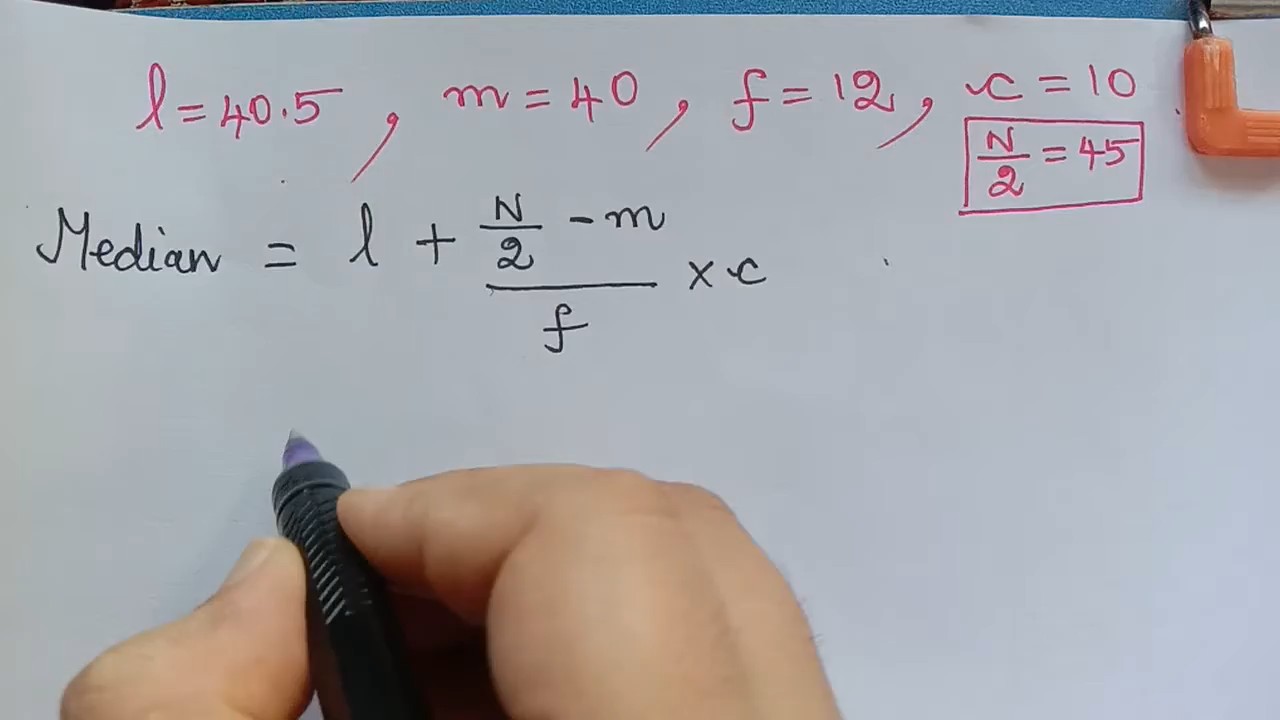 l = 40.5 , m = 40 , f = 12 , c = 10
N/2 = 45
Median = l + (N/2 - m)/f × c